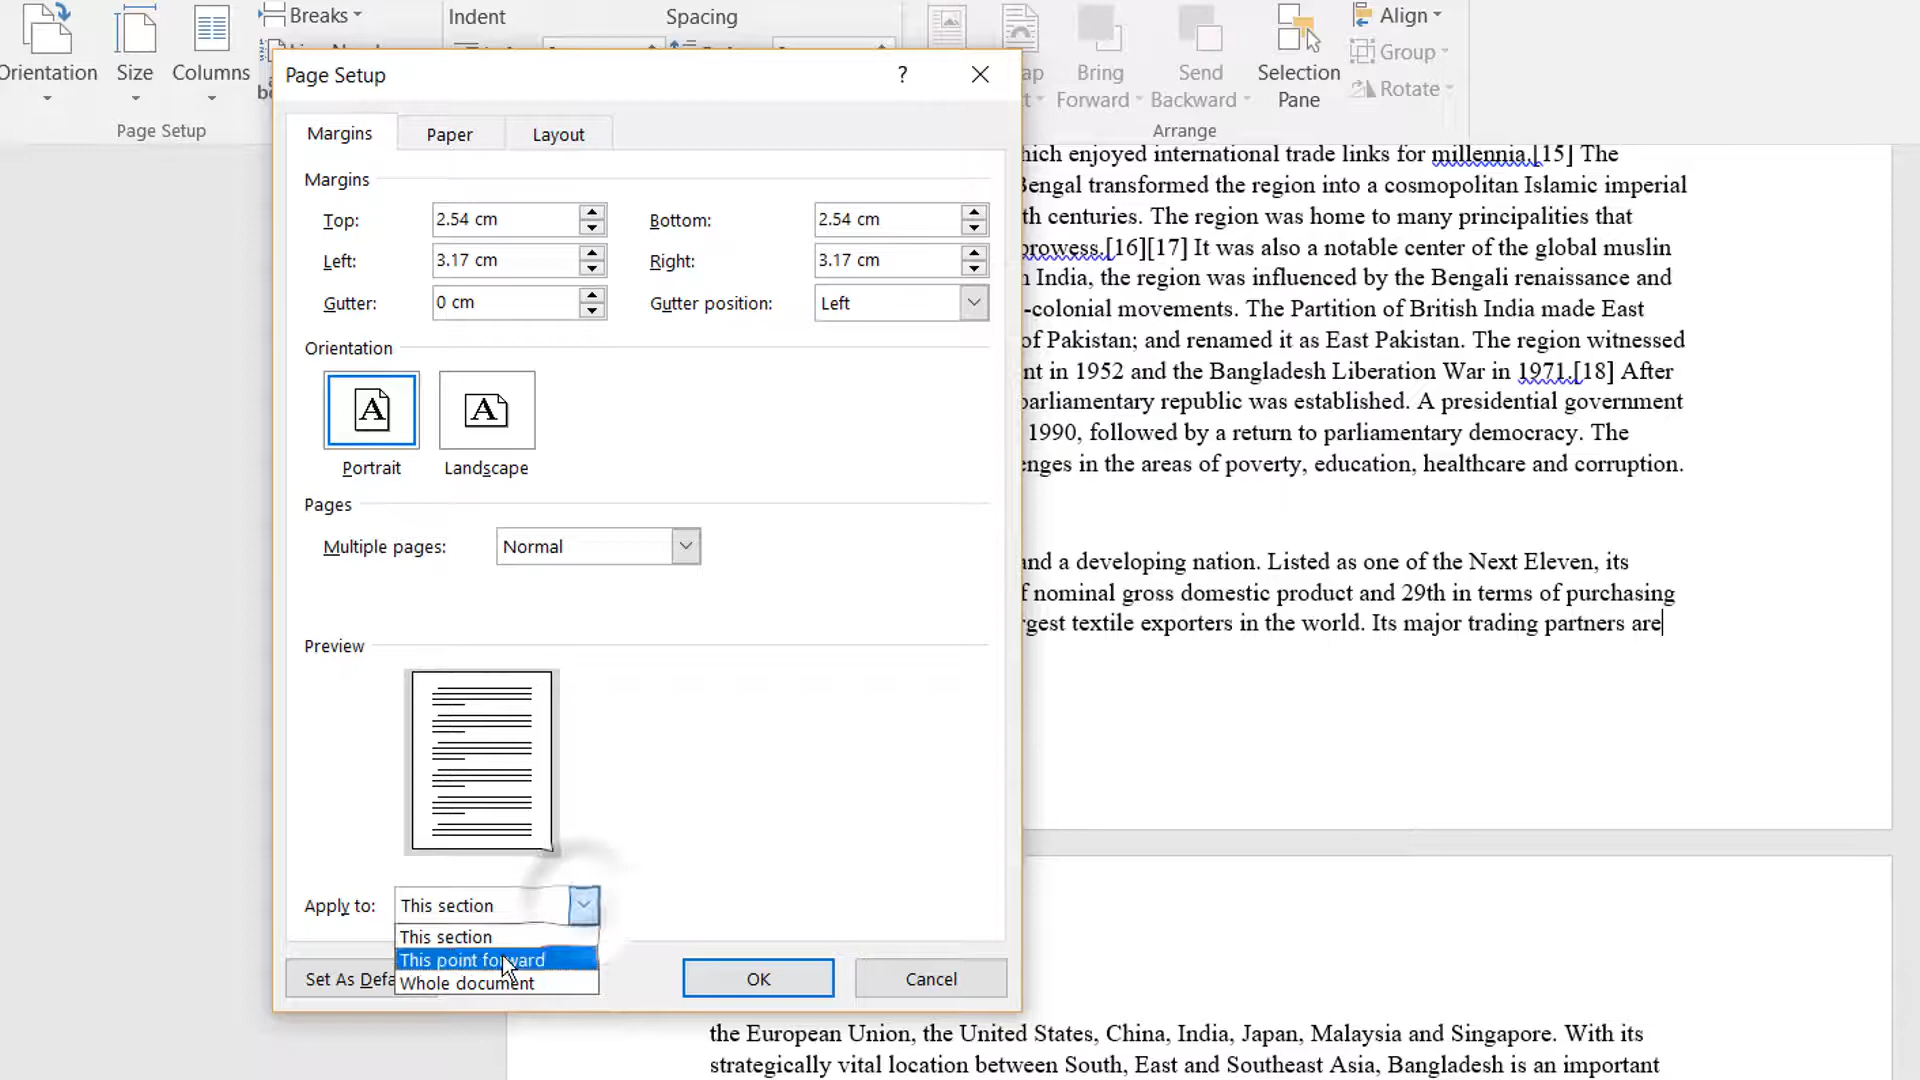 Breaks
Indent
Spacing
Align
Orientation
Size
Columns
Bring
Forward
Send
Backward
Selection
Pane
Group
Rotate
Page Setup
Arrange
Page Setup
?
Margins
Paper
Layout
Margins
Top:
2.54 cm
Bottom:
2.54 cm
Left:
3.17 cm
Right:
3.17 cm
Gutter:
0 cm
Gutter position:
Left
Orientation
A
A
Portrait
Landscape
Pages
Multiple pages:
Normal
Preview
Apply to:
This section
This section
This point forward
Whole document
Set As Defa
OK
Cancel
hich enjoyed international trade links for millennia.[15] The
Bengal transformed the region into a cosmopolitan Islamic imperial
th centuries. The region was home to many principalities that
prowess.[16][17] It was also a notable center of the global muslin
India, the region was influenced by the Bengali renaissance and
-colonial movements. The Partition of British India made East
of Pakistan; and renamed it as East Pakistan. The region witnessed
nt in 1952 and the Bangladesh Liberation War in 1971.[18] After
parliamentary republic was established. A presidential government
1990, followed by a return to parliamentary democracy. The
enges in the areas of poverty, education, healthcare and corruption.
and a developing nation. Listed as one of the Next Eleven, its
f nominal gross domestic product and 29th in terms of purchasing
rgest textile exporters in the world. Its major trading partners are
the European Union, the United States, China, India, Japan, Malaysia and Singapore. With its
strategically vital location between South, East and Southeast Asia, Bangladesh is an important